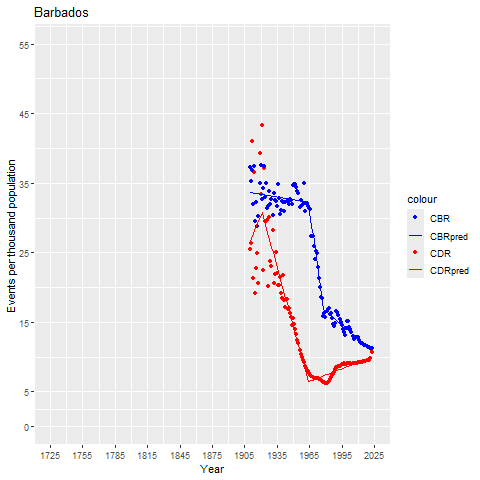 Barbados
Events per thousand population
55
45
35
25
15
5
0
1725 1755 1785 1815 1845 1875 1905 1935 1965 1995 2025
Year
colour
CBR
CBRpred
CDR
CDRpred